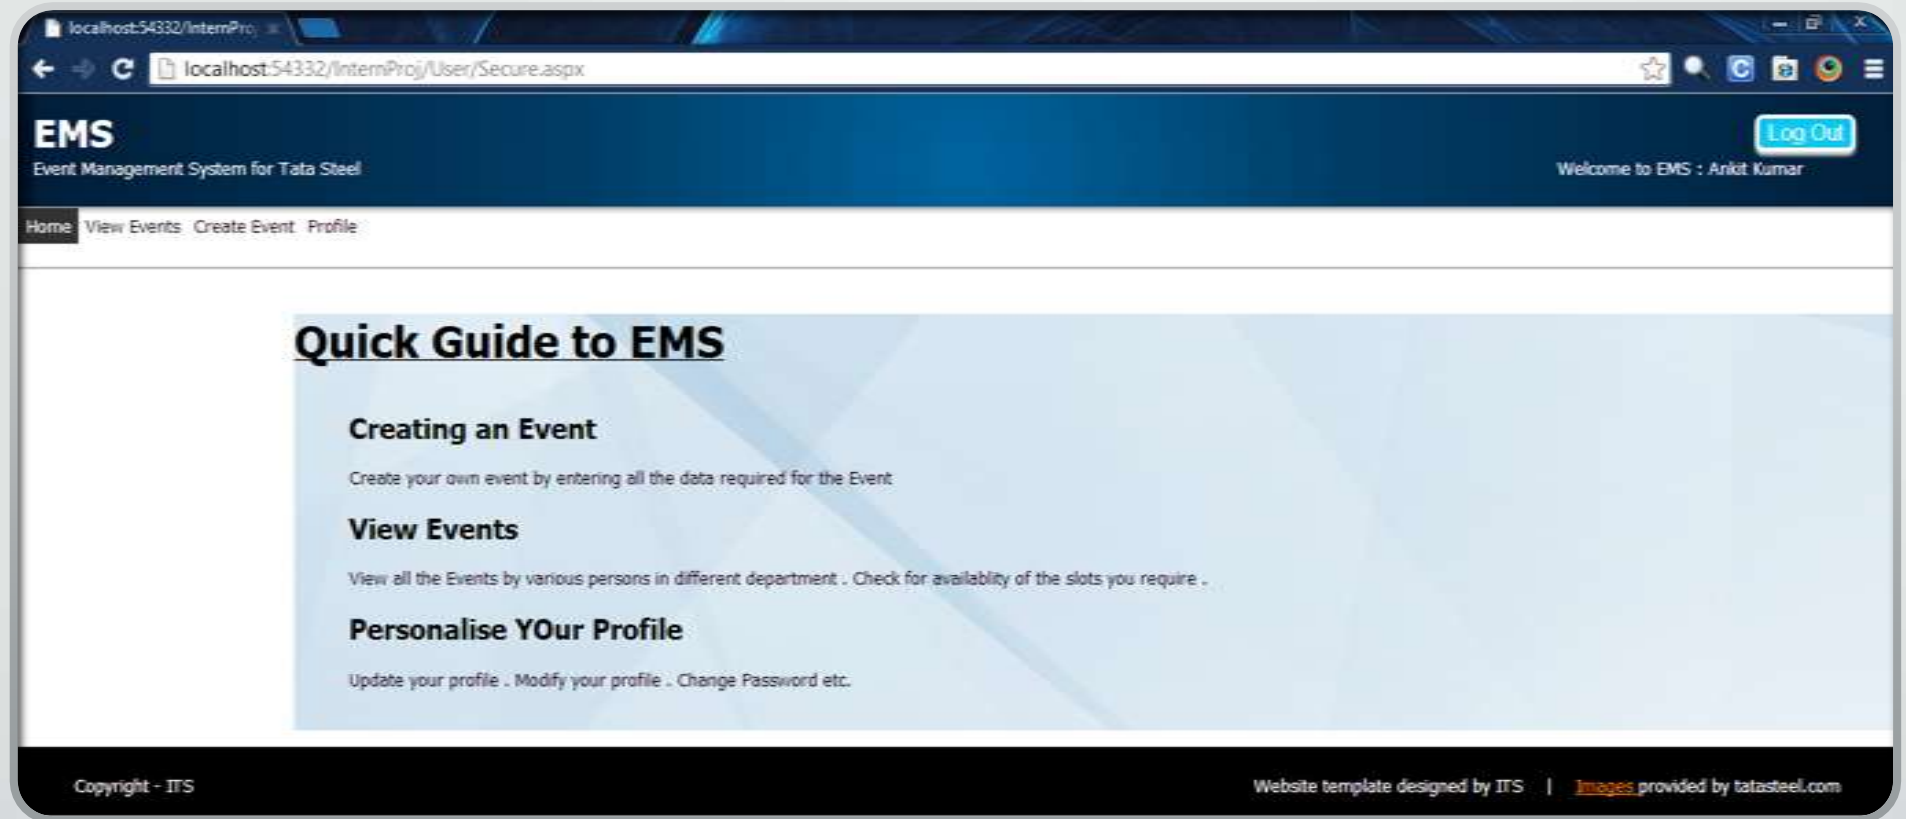 localhost:54332/InternPro
localhost:54332/InternProj/User/Secure.aspx
EMS
Log Out
Event Management System for Tata Steel
Welcome to EMS : Ankit Kumar
Home View Events Create Event Profile
Quick Guide to EMS
Creating an Event
Create your own event by entering all the data required for the Event
View Events
View all the Events by various persons in different department . Check for availablity of the slots you require .
Personalise YOur Profile
Update your profile . Modify your profile . Change Password etc.
Copyright - ITS
Website template designed by ITS | Images provided by tatasteel.com